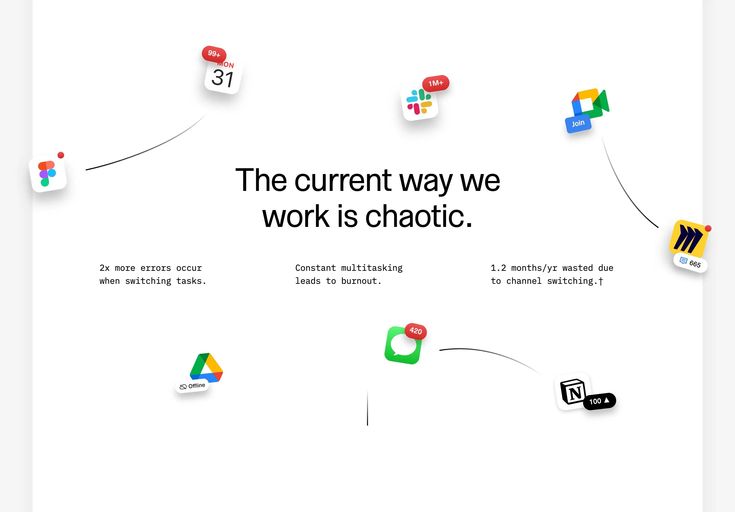 99+
MON
31
1M+
Join
The current way we
work is chaotic.
665
2x more errors occur
when switching tasks.
Constant multitasking
leads to burnout.
1.2 months/yr wasted due
to channel switching.†
420
Offline
N
100 ▲